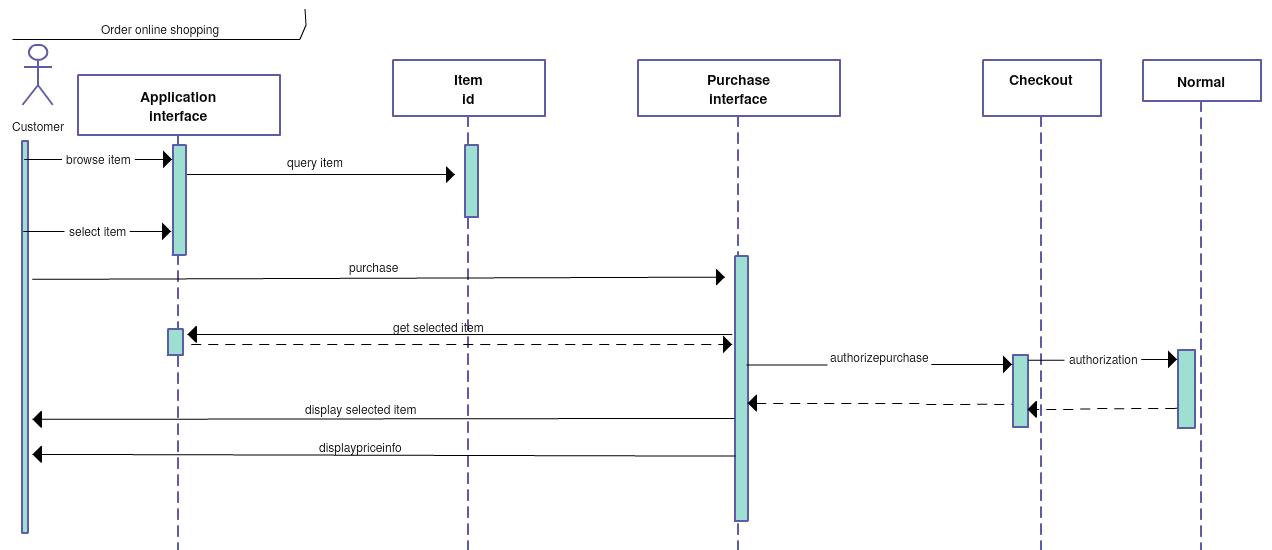 Order online shopping
Customer
Application
interface
Item
id
Purchase
interface
Checkout
Normal
browse item
query item
select item
purchase
get selected item
authorizepurchase
authorization
display selected item
displaypriceinfo